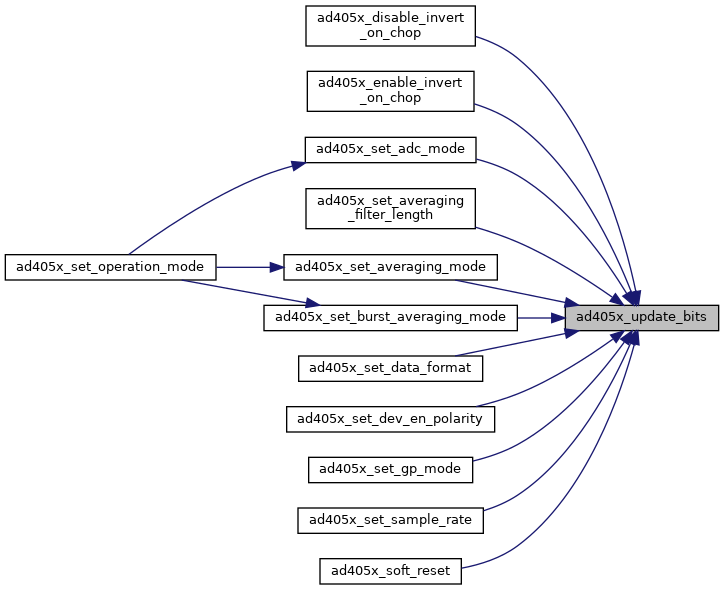 ad405x_disable_invert
_on_chop
ad405x_enable_invert
_on_chop
ad405x_set_adc_mode
ad405x_set_averaging
_filter_length
ad405x_set_operation_mode
ad405x_set_averaging_mode
ad405x_set_burst_averaging_mode
ad405x_update_bits
ad405x_set_data_format
ad405x_set_dev_en_polarity
ad405x_set_gp_mode
ad405x_set_sample_rate
ad405x_soft_reset